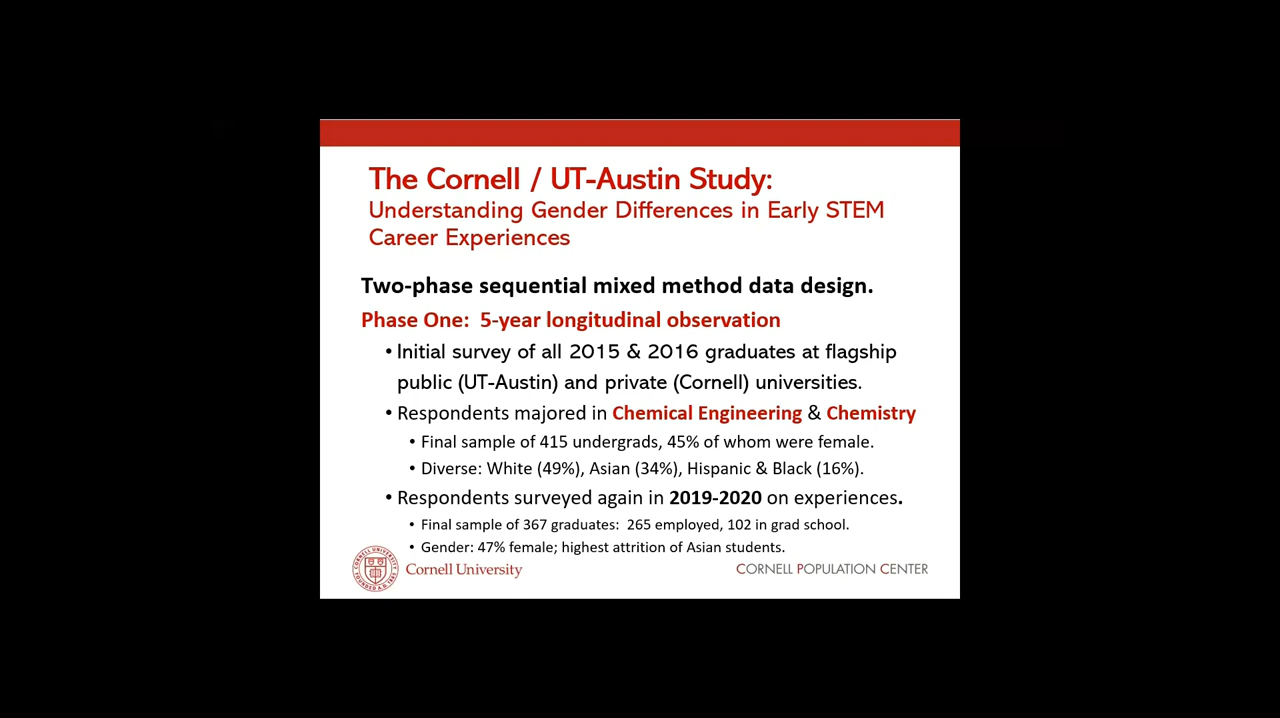 The Cornell / UT-Austin Study:
Understanding Gender Differences in Early STEM
Career Experiences
Two-phase sequential mixed method data design.
Phase One:  5-year longitudinal observation
• Initial survey of all 2015 & 2016 graduates at flagship
public (UT-Austin) and private (Cornell) universities.
• Respondents majored in Chemical Engineering & Chemistry
• Final sample of 415 undergrads, 45% of whom were female.
• Diverse: White (49%), Asian (34%), Hispanic & Black (16%).
• Respondents surveyed again in 2019-2020 on experiences.
• Final sample of 367 graduates:  265 employed, 102 in grad school.
• Gender: 47% female; highest attrition of Asian students.
CORNELL UNIVERSITY FOUNDED A.D. 1865
Cornell University
CORNELL POPULATION CENTER